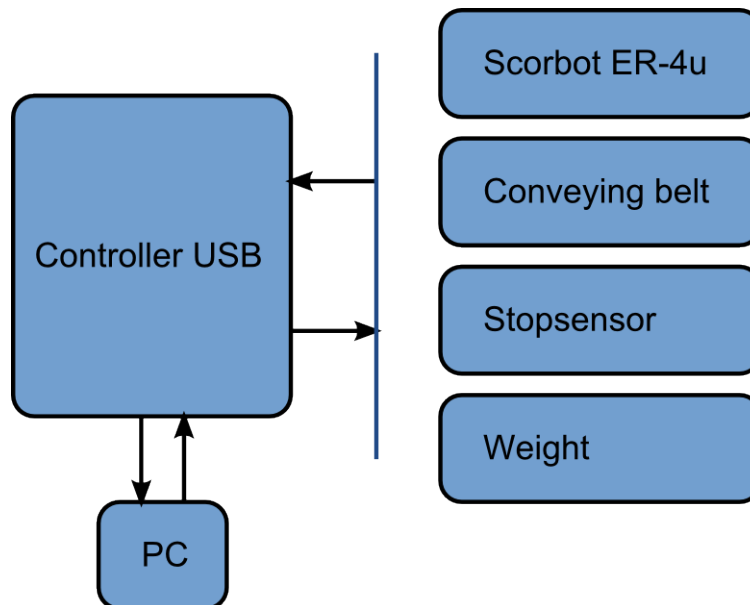 Scorbot ER-4u
Conveying belt
Controller USB
Stopsensor
Weight
PC